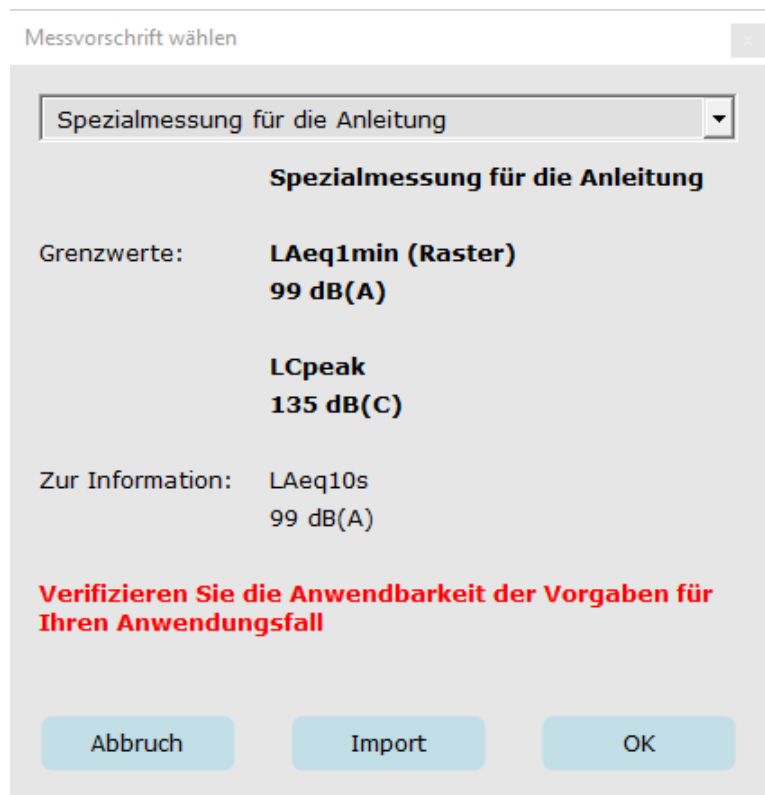 Messvorschrift wählen
x
Spezialmessung für die Anleitung
Spezialmessung für die Anleitung
Grenzwerte: LAeq1min (Raster)
99 dB(A)
LCpeak
135 dB(C)
Zur Information: LAeq10s
99 dB(A)
Verifizieren Sie die Anwendbarkeit der Vorgaben für
Ihren Anwendungsfall
Abbruch Import OK